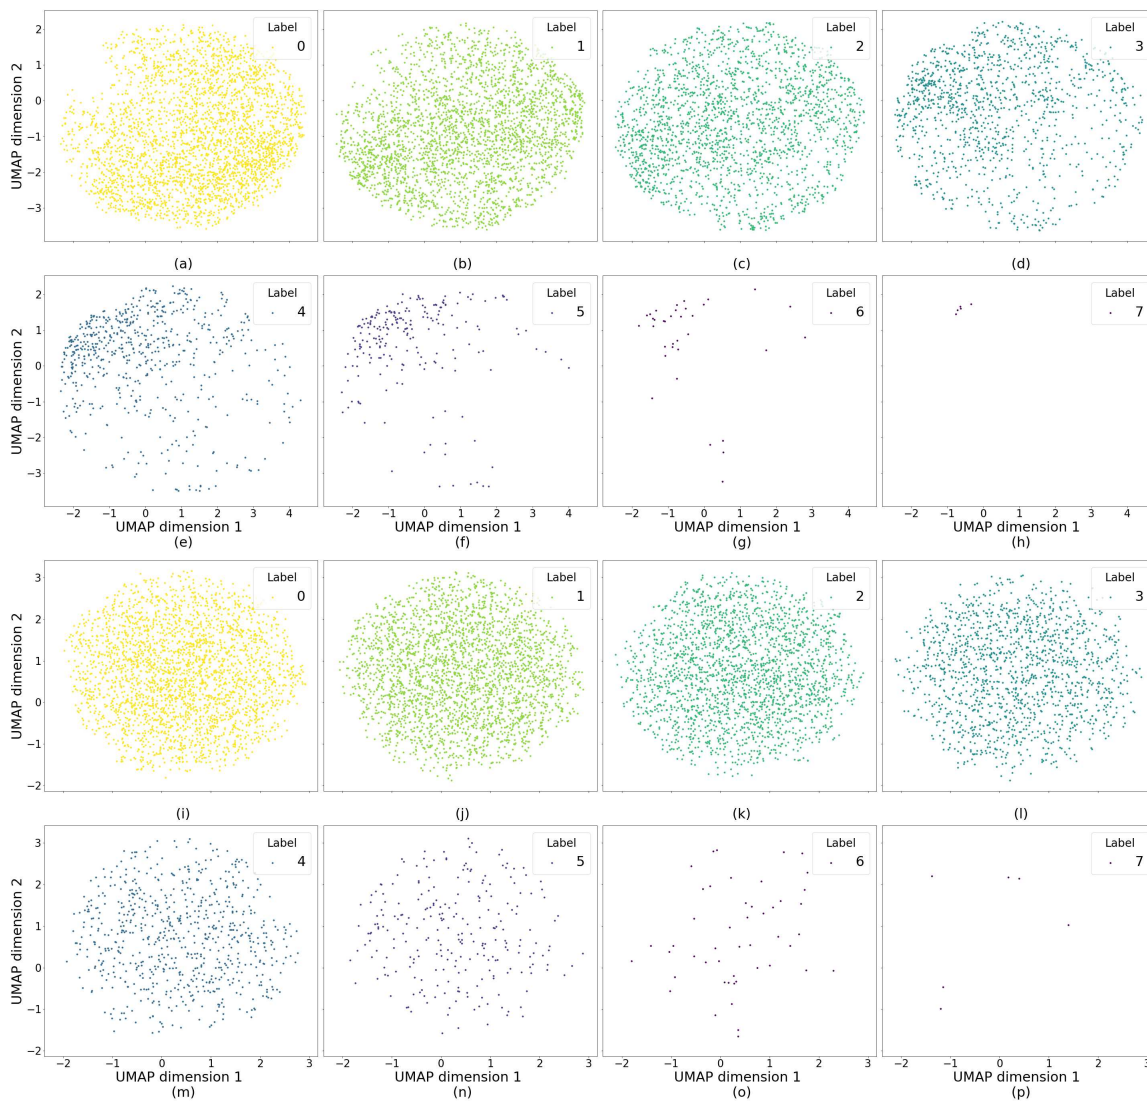 Label Label Label Label
0 1 2 3
UMAP dimension 2
2
1
0
−1
−2
−3
(a) (b) (c) (d)
Label Label Label Label
4 5 6 7
UMAP dimension 2
2
1
0
−1
−2
−3
−2 −1 0 1 2 3 4 −2 −1 0 1 2 3 4 −2 −1 0 1 2 3 4 −2 −1 0 1 2 3 4
UMAP dimension 1 UMAP dimension 1 UMAP dimension 1 UMAP dimension 1
(e) (f) (g) (h)
Label Label Label Label
0 1 2 3
UMAP dimension 2
3
2
1
0
−1
−2
(i) (j) (k) (l)
Label Label Label Label
4 5 6 7
UMAP dimension 2
3
2
1
0
−1
−2
−2 −1 0 1 2 3 −2 −1 0 1 2 3 −2 −1 0 1 2 3 −2 −1 0 1 2 3
UMAP dimension 1 UMAP dimension 1 UMAP dimension 1 UMAP dimension 1
(m) (n) (o) (p)